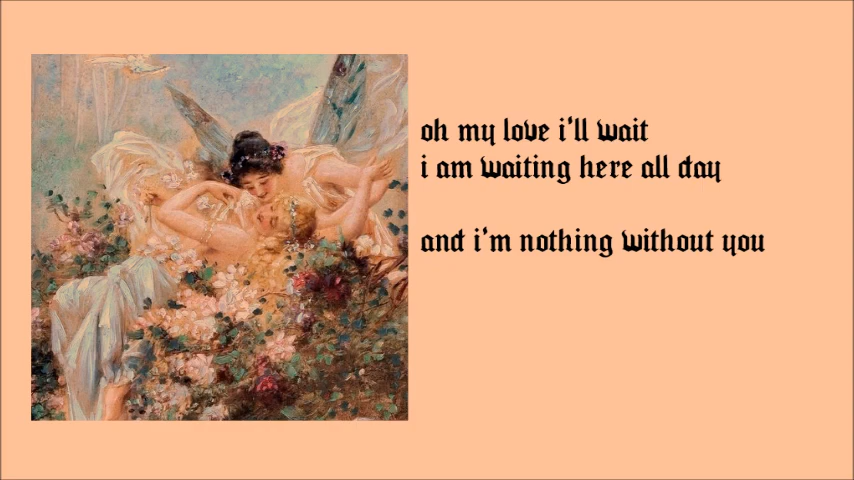 oh my love i'll wait
i am waiting here all day
and i'm nothing without you